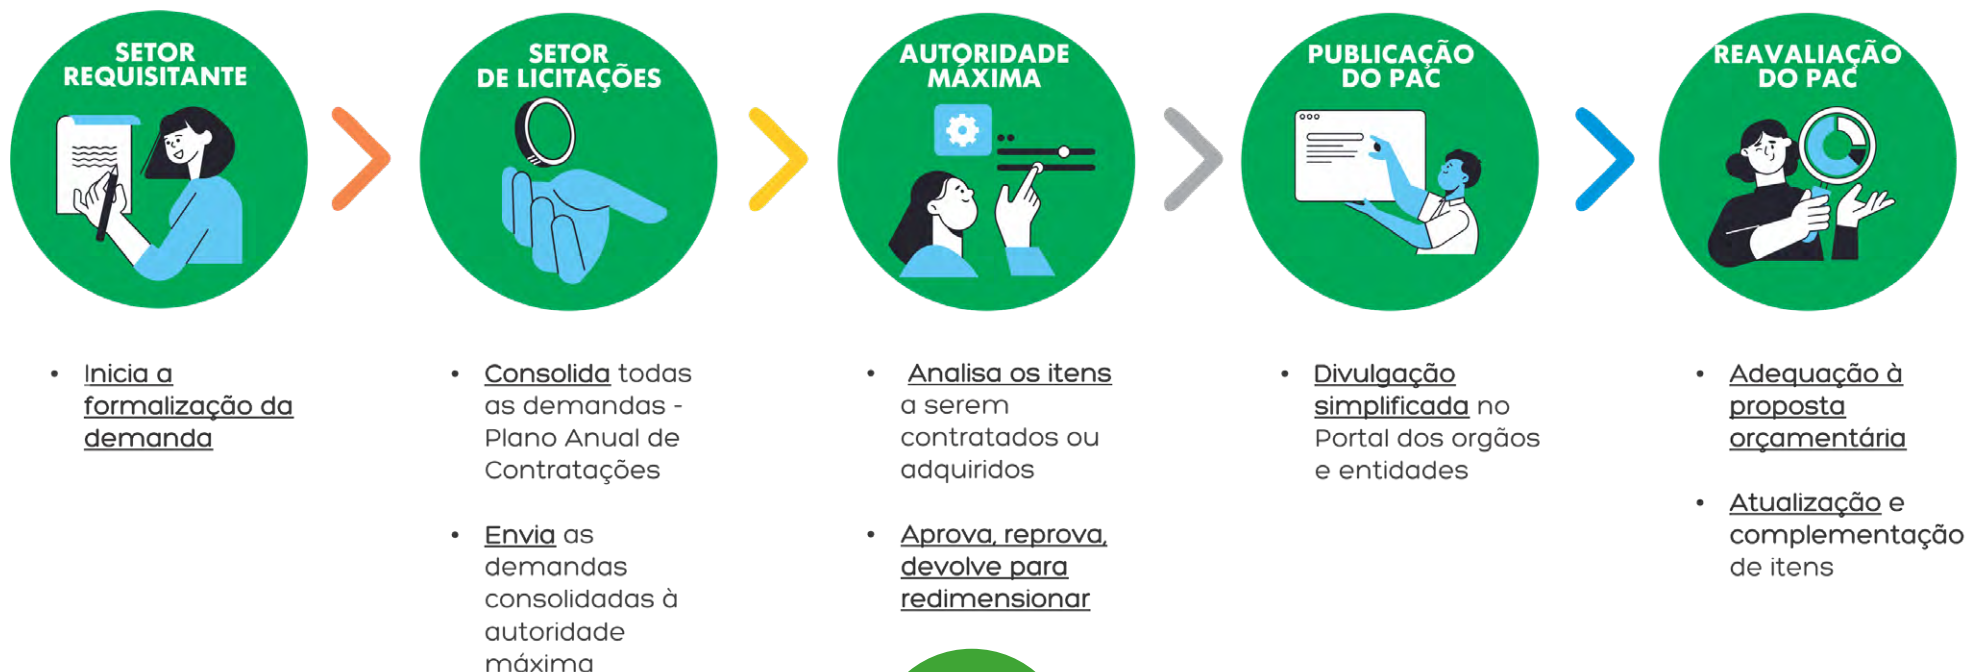 SETOR
REQUISITANTE
• Inicia a
formalização da
demanda
SETOR
DE LICITAÇÕES
• Consolida todas
as demandas -
Plano Anual de
Contratações
• Envia as
demandas
consolidadas à
autoridade
máxima
AUTORIDADE
MÁXIMA
• Analisa os itens
a serem
contratados ou
adquiridos
• Aprova, reprova,
devolve para
redimensionar
PUBLICAÇÃO
DO PAC
• Divulgação
simplificada no
Portal dos orgãos
e entidades
REAVALIAÇÃO
DO PAC
• Adequação à
proposta
orçamentária
• Atualização e
complementação
de itens